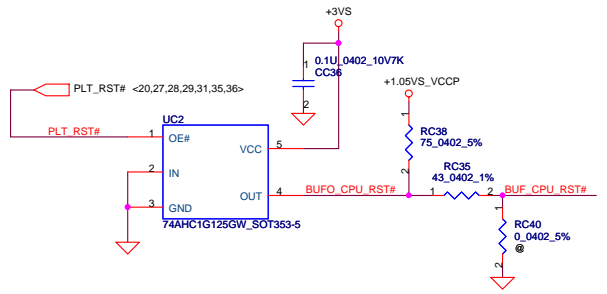 +3VS
1
0.1U_0402_10V7K
CC36
2
PLT_RST# <20,27,28,29,31,35,36>
+1.05VS_VCCP
UC2
1
RC38
75_0402_5%
PLT_RST#
1
OE#
VCC
5
2
RC35
43_0402_1%
2
IN
OUT
4
BUFO_CPU_RST#
1
2
BUF_CPU_RST#
3
GND
1
74AHC1G125GW_SOT353-5
RC40
0_0402_5%
@
2